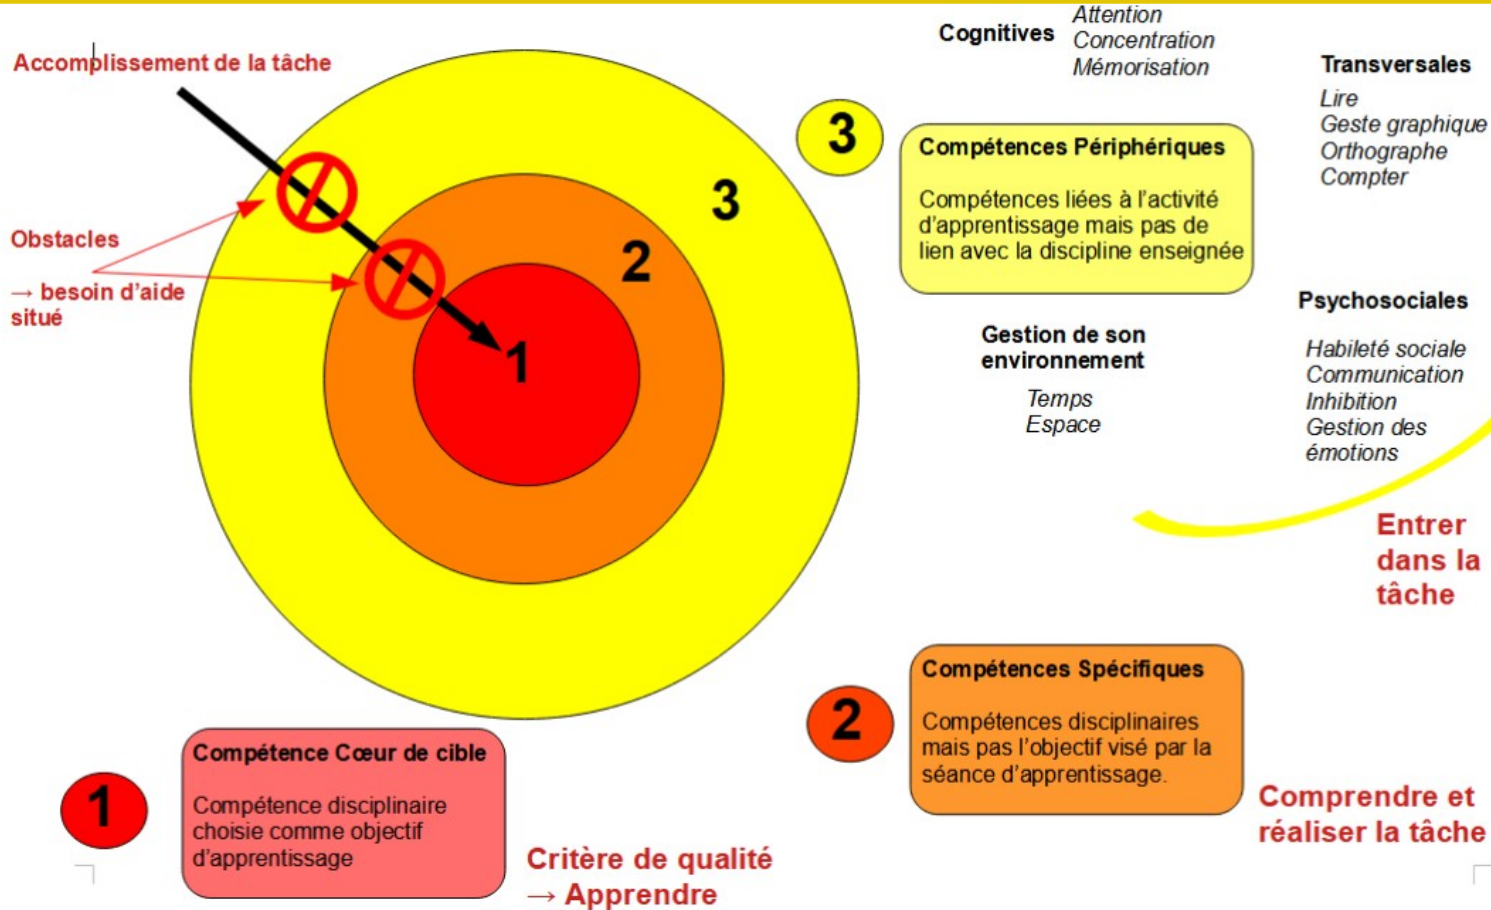 Accomplissement de la tâche
Obstacles
→ besoin d'aide
situé
3
2
1
Cognitives
Attention
Concentration
Mémorisation
Transversales
Lire
Geste graphique
Orthographe
Compter
3
Compétences Périphériques
Compétences liées à l'activité
d'apprentissage mais pas de
lien avec la discipline enseignée
Gestion de son
environnement
Temps
Espace
Psychosociales
Habileté sociale
Communication
Inhibition
Gestion des
émotions
Entrer
dans la
tâche
2
Compétences Spécifiques
Compétences disciplinaires
mais pas l'objectif visé par la
séance d'apprentissage.
Comprendre et
réaliser la tâche
1
Compétence Cœur de cible
Compétence disciplinaire
choisie comme objectif
d'apprentissage
Critère de qualité
→ Apprendre